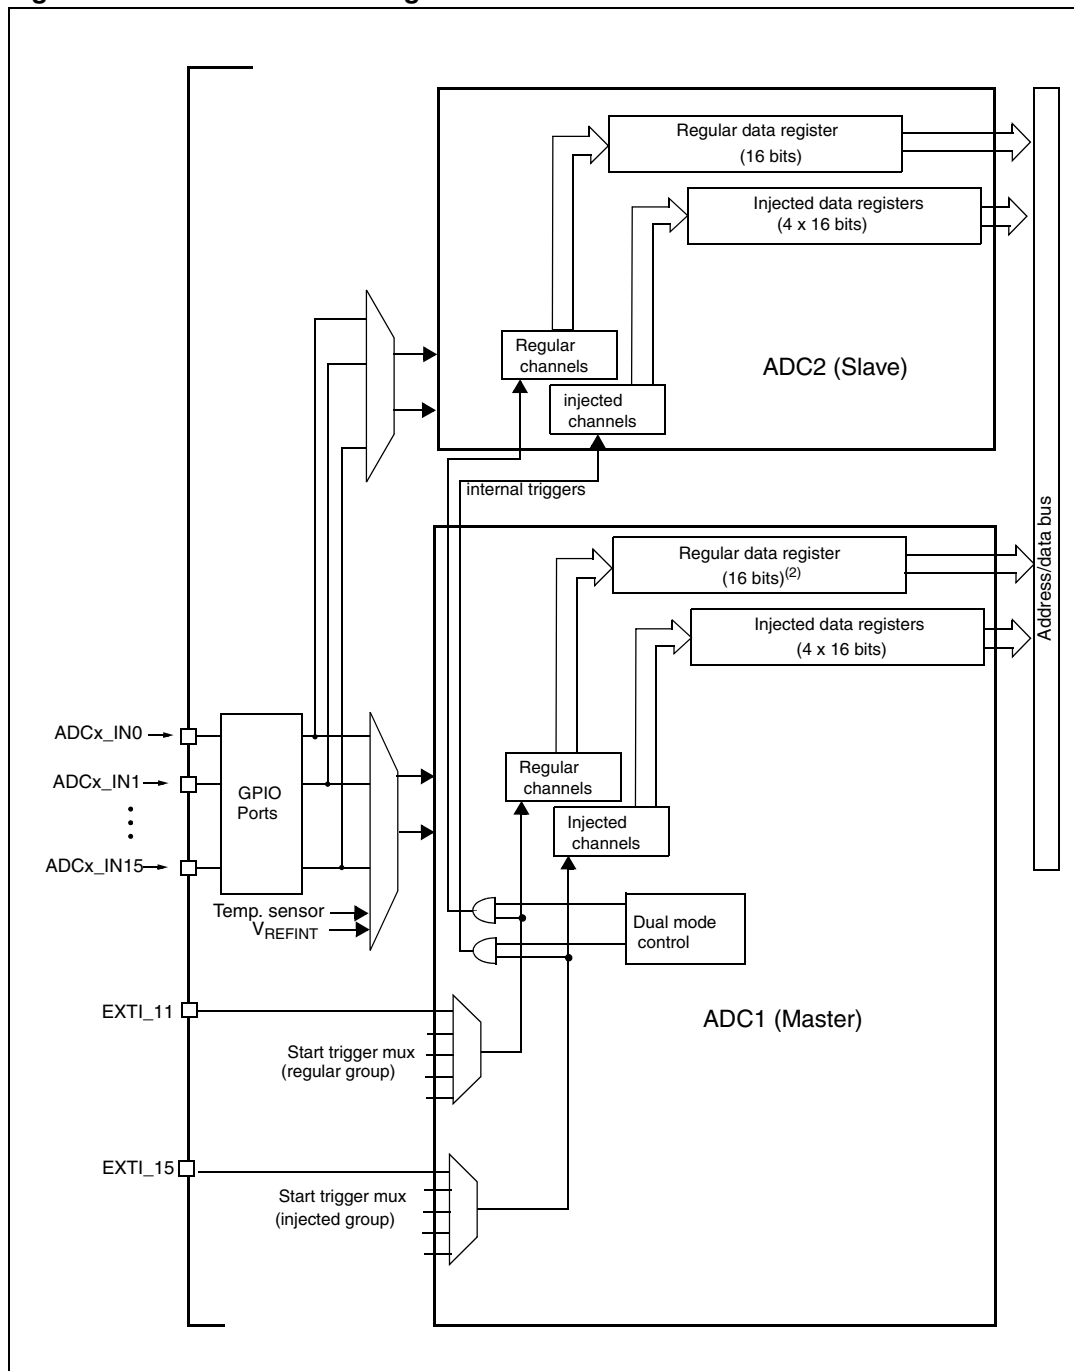 Regular data register
(16 bits)
Injected data registers
(4 x 16 bits)
Regular
channels
ADC2 (Slave)
injected
channels
internal triggers
Address/data bus
Regular data register
(16 bits)(2)
Injected data registers
(4 x 16 bits)
ADCx_IN0
ADCx_IN1
ADCx_IN15
GPIO
Ports
Regular
channels
Injected
channels
Temp. sensor
VREFINT
Dual mode
control
EXTI_11
ADC1 (Master)
Start trigger mux
(regular group)
EXTI_15
Start trigger mux
(injected group)